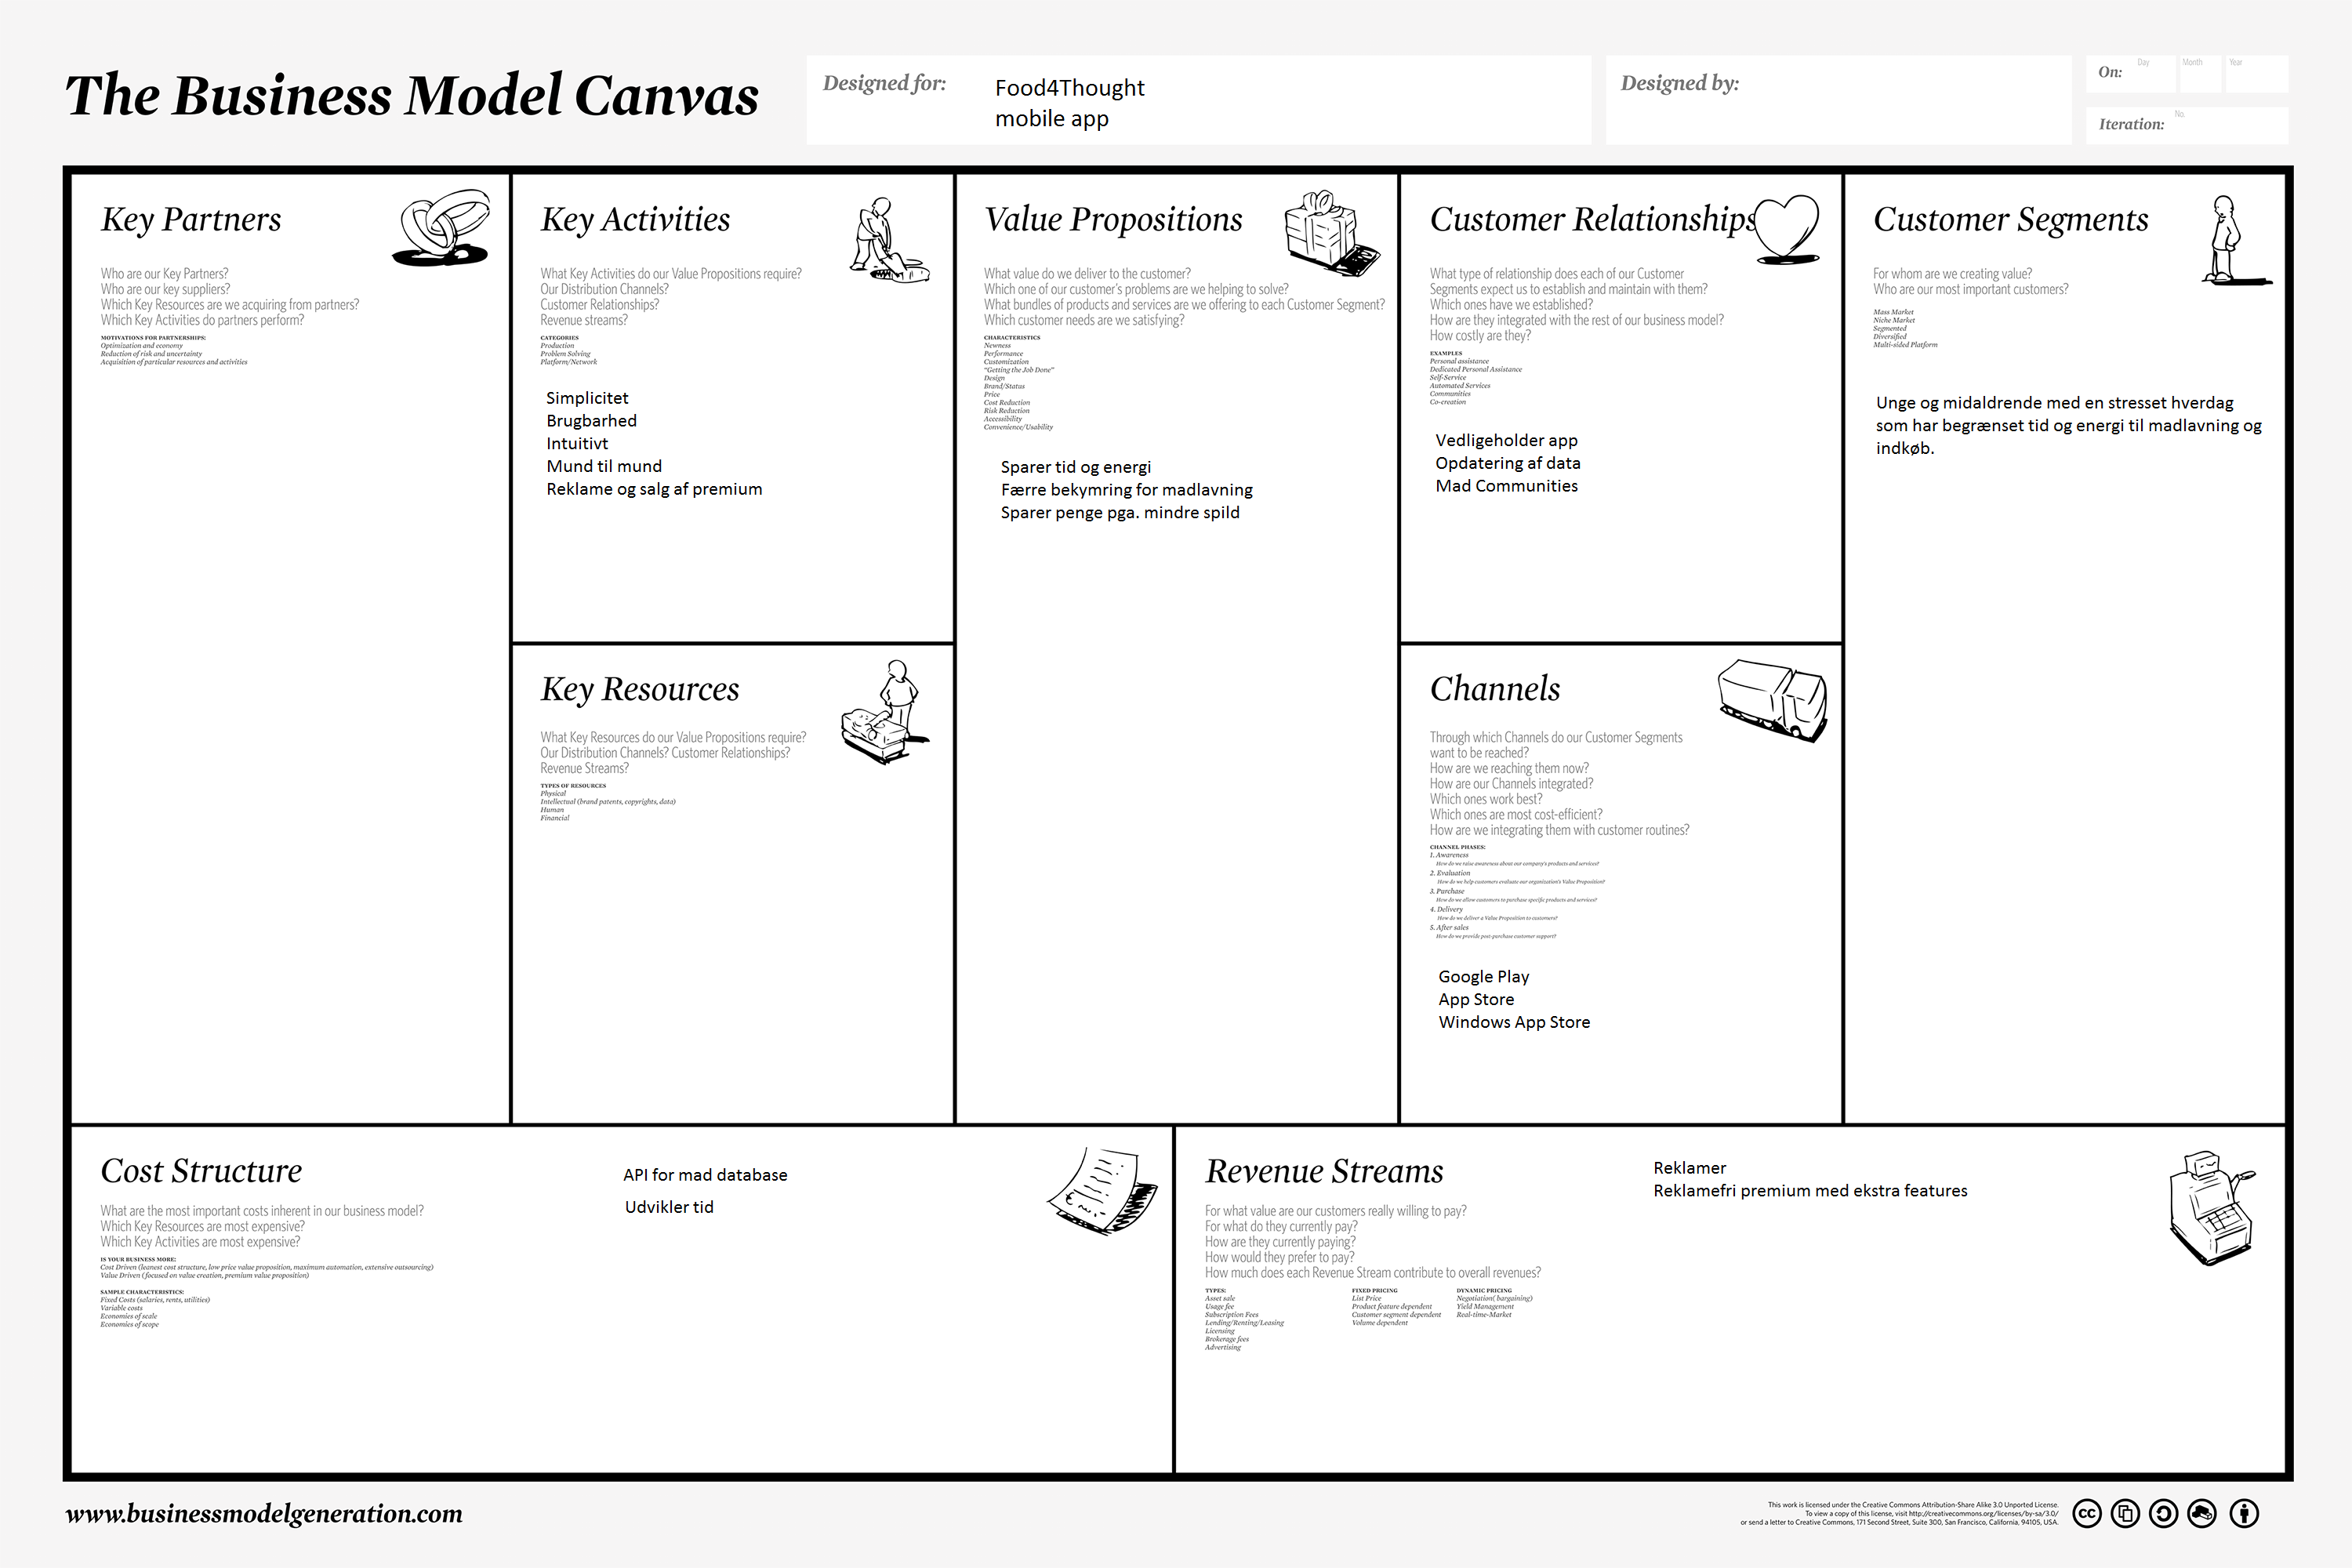 The Business Model Canvas
Designed for:
Food4Thought
mobile app
Designed by:
On:
Day
Month
Year
Iteration:
No.
Key Partners
Who are our Key Partners?
Who are our key suppliers?
Which Key Resources are we acquiring from partners?
Which Key Activities do partners perform?
MOTIVATIONS FOR PARTNERSHIPS:
Optimization and economy
Reduction of risk and uncertainty
Acquisition of particular resources and activities
Key Activities
What Key Activities do our Value Propositions require?
Our Distribution Channels?
Customer Relationships?
Revenue streams?
CATEGORIES
Production
Problem Solving
Platform/Network
Simplicitet
Brugbarhed
Intuitivt
Mund til mund
Reklame og salg af premium
Key Resources
What Key Resources do our Value Propositions require?
Our Distribution Channels? Customer Relationships?
Revenue Streams?
TYPES OF RESOURCES
Physical
Intellectual (brand patents, copyrights, data)
Human
Financial
Value Propositions
What value do we deliver to the customer?
Which one of our customer's problems are we helping to solve?
What bundles of products and services are we offering to each Customer Segment?
Which customer needs are we satisfying?
CHARACTERISTICS
Newness
Performance
Customization
“Getting the Job Done”
Design
Brand/Status
Price
Cost Reduction
Risk Reduction
Accessibility
Convenience/Usability
Sparer tid og energi
Færre bekymring for madlavning
Sparer penge pga. mindre spild
Customer Relationships
What type of relationship does each of our Customer
Segments expect us to establish and maintain with them?
Which ones have we established?
How are they integrated with the rest of our business model?
How costly are they?
EXAMPLES
Personal assistance
Dedicated Personal Assistance
Self-Service
Automated Services
Communities
Co-creation
Vedligeholder app
Opdatering af data
Mad Communities
Channels
Through which Channels do our Customer Segments
want to be reached?
How are we reaching them now?
How are our Channels integrated?
Which ones work best?
Which ones are most cost-efficient?
How are we integrating them with customer routines?
CHANNEL PHASES:
1. Awareness
How do we raise awareness about our company's products and services?
2. Evaluation
How do we help customers evaluate our organization's Value Proposition?
3. Purchase
How do we allow customers to purchase specific products and services?
4. Delivery
How do we deliver a Value Proposition to customers?
5. After sales
How do we provide post-purchase customer support?
Google Play
App Store
Windows App Store
Customer Segments
For whom are we creating value?
Who are our most important customers?
Mass Market
Niche Market
Segmented
Diversified
Multi-sided Platform
Unge og midaldrende med en stresset hverdag
som har begrænset tid og energi til madlavning og
indkøb.
Cost Structure
What are the most important costs inherent in our business model?
Which Key Resources are most expensive?
Which Key Activities are most expensive?
IS YOUR BUSINESS MORE:
Cost Driven (leanest cost structure, low price value proposition, maximum automation, extensive outsourcing)
Value Driven ( focused on value creation, premium value proposition)
SAMPLE CHARACTERISTICS:
Fixed Costs (salaries, rents, utilities)
Variable costs
Economies of scale
Economies of scope
API for mad database
Udvikler tid
Revenue Streams
For what value are our customers really willing to pay?
For what do they currently pay?
How are they currently paying?
How would they prefer to pay?
How much does each Revenue Stream contribute to overall revenues?
TYPES:
Asset sale
Usage fee
Subscription Fees
Lending/Renting/Leasing
Licensing
Brokerage fees
Advertising
FIXED PRICING
List Price
Product feature dependent
Customer segment dependent
Volume dependent
DYNAMIC PRICING
Negotiation( bargaining)
Yield Management
Real-time-Market
Reklamer
Reklamefri premium med ekstra features
www.businessmodelgeneration.com
This work is licensed under the Creative Commons Attribution-Share Alike 3.0 Unported License.
To view a copy of this license, visit http://creativecommons.org/licenses/by-sa/3.0/
or send a letter to Creative Commons, 171 Second Street, Suite 300, San Francisco, California, 94105, USA.
cc